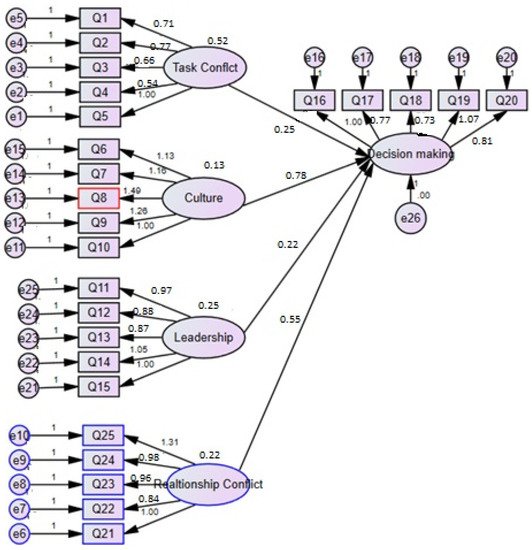 e5 1 Q1 0.71
e4 1 Q2 0.77 0.52
e3 1 Q3 0.66 Task Conflct
e2 1 Q4 0.54
e1 1 Q5 1.00
e16 e17 e18 e19 e20
1 1 1 1 1
Q16 Q17 Q18 Q19 Q20
1.00 0.77 0.73 1.07 0.81
0.25
Decision making
.00
e26
e15 1 Q6 1.13
e14 1 Q7 1.16 0.13 0.78
e13 1 Q8 1.49 Culture
e12 1 Q9 1.26
e11 1 Q10 1.00
0.22
e25 1 Q11 0.97
e24 1 Q12 0.88 0.25
e23 1 Q13 0.87 Leadership
e22 1 Q14 1.05
e21 1 Q15 1.00
0.55
e10 1 Q25 1.31
e9 1 Q24 0.98 0.22
e8 1 Q23 0.96 Realtionship Conflict
e7 1 Q22 0.84
e6 1 Q21 1.00